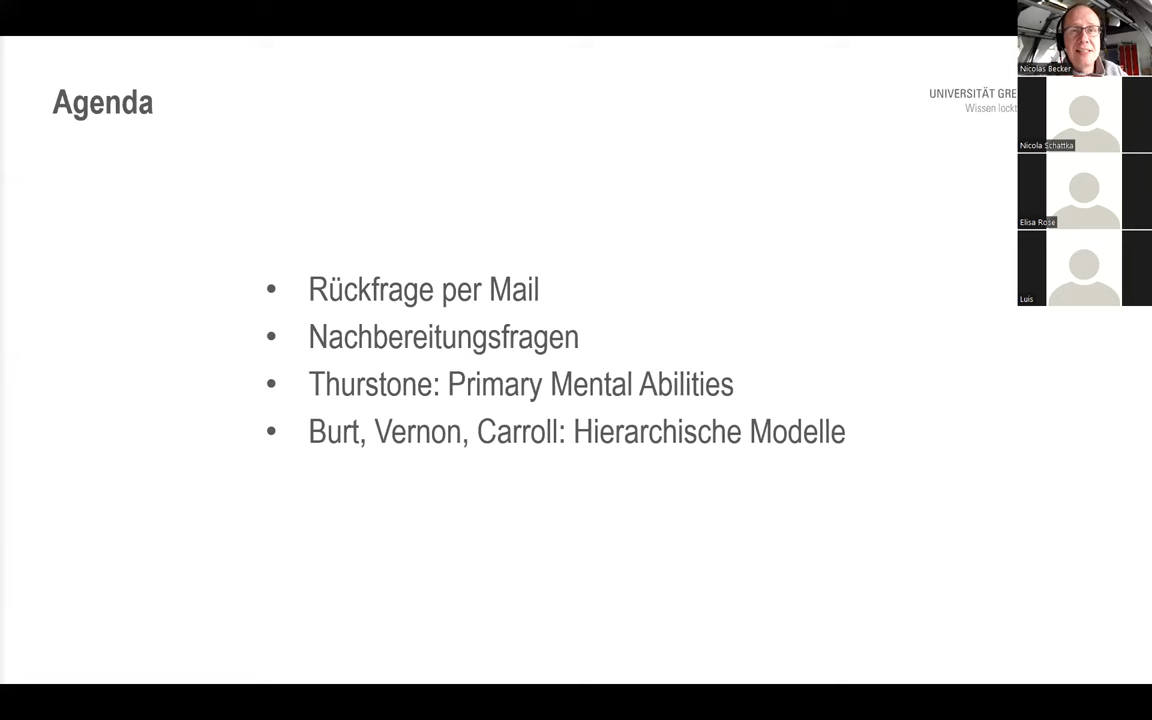 Agenda
UNIVERSITÄT GRE
Wissen lockt
Rückfrage per Mail
Nachbereitungsfragen
Thurstone: Primary Mental Abilities
Burt, Vernon, Carroll: Hierarchische Modelle
Nicolas Becker
Nicola Schattka
Elisa Rose
Luis